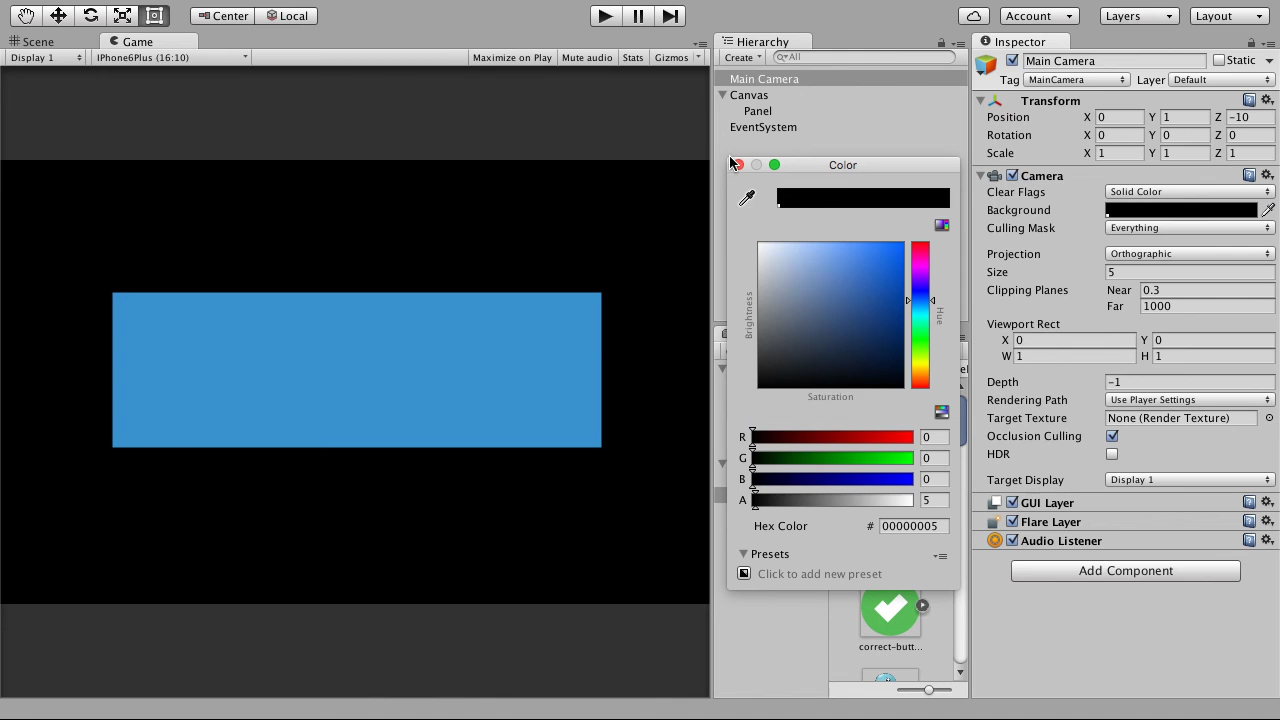 Center Local Account Layers Layout
Scene Game
Display 1 IPhone6Plus (16:10) Maximize on Play Mute audio Stats Gizmos
Hierarchy
Create All
Main Camera
Canvas
Panel
EventSystem
Color
Brightness
Hue
Saturation
R 0
G 0
B 0
A 5
Hex Color # 00000005
Presets
Click to add new preset
correct-butt...
Inspector
Main Camera Static
Tag MainCamera Layer Default
Transform
Position X 0 Y 1 Z -10
Rotation X 0 Y 0 Z 0
Scale X 1 Y 1 Z 1
Camera
Clear Flags Solid Color
Background
Culling Mask Everything
Projection Orthographic
Size 5
Clipping Planes Near 0.3
Far 1000
Viewport Rect
X 0 Y 0
W 1 H 1
Depth -1
Rendering Path Use Player Settings
Target Texture None (Render Texture)
Occlusion Culling
HDR
Target Display Display 1
GUI Layer
Flare Layer
Audio Listener
Add Component